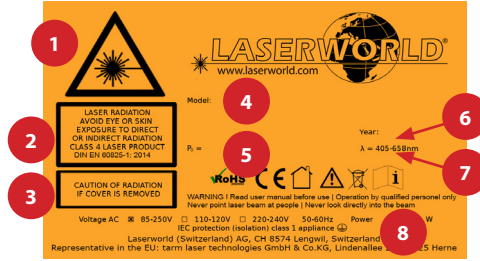 1
LASERWORLD®
www.laserworld.com
Model: 4
2
LASER RADIATION
AVOID EYE OR SKIN
EXPOSURE TO DIRECT
OR INDIRECT RADIATION
CLASS 4 LASER PRODUCT
DIN EN 60825-1: 2014
Year: 6
P₀ = 5
λ = 405-658nm
7
3
CAUTION OF RADIATION
IF COVER IS REMOVED
RoHS CE i
WARNING ! Read user manual before use | Operation by qualified personel only
Never point laser beam at people | Never look directly into the beam
Voltage AC 85-250V 110-120V 220-240V 50-60Hz Power W
IEC protection (isolation) class 1 appliance
8
Laserworld (Switzerland) AG, CH 8574 Lengwil, Switzerland
Representative in the EU: tarm laser technologies GmbH & Co.KG, Lindenallee Herne